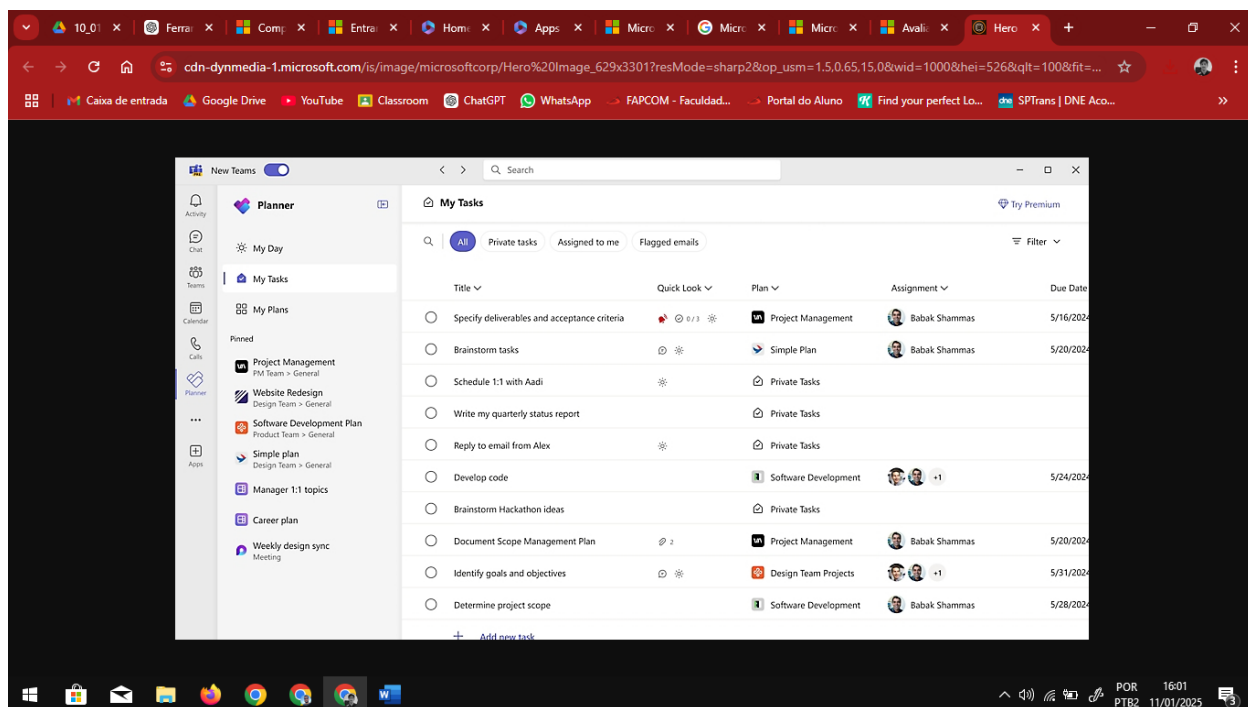 10_01 Ferrar Comp Entrar Home Apps Micro Micro Micro Avalia Hero
cdn-dynmedia-1.microsoft.com/is/image/microsoftcorp/Hero%20Image_629x3301?resMode=sharp2&op_usm=1.5,0.65,15,0&wid=1000&hei=526&qlt=100&fit=...
Caixa de entrada Google Drive YouTube Classroom ChatGPT WhatsApp FAPCOM - Faculdad... Portal do Aluno Find your perfect Lo... dne SPTrans | DNE Aco...
New Teams Search
Activity
Chat
Teams
Calendar
Calls
Planner
Apps
Planner
My Day
My Tasks
My Plans
Pinned
Project Management
PM Team > General
Website Redesign
Design Team > General
Software Development Plan
Product Team > General
Simple plan
Design Team > General
Manager 1:1 topics
Career plan
Weekly design sync
Meeting
My Tasks Try Premium
All Private tasks Assigned to me Flagged emails Filter
Title Quick Look Plan Assignment Due Date
Specify deliverables and acceptance criteria 0/3 Project Management Babak Shammas 5/16/2024
Brainstorm tasks Simple Plan Babak Shammas 5/20/2024
Schedule 1:1 with Aadi Private Tasks
Write my quarterly status report Private Tasks
Reply to email from Alex Private Tasks
Develop code Software Development +1 5/24/2024
Brainstorm Hackathon ideas Private Tasks
Document Scope Management Plan 2 Project Management Babak Shammas 5/20/2024
Identify goals and objectives Design Team Projects +1 5/31/2024
Determine project scope Software Development Babak Shammas 5/28/2024
+ Add new task
POR 16:01
PTB2 11/01/2025 3